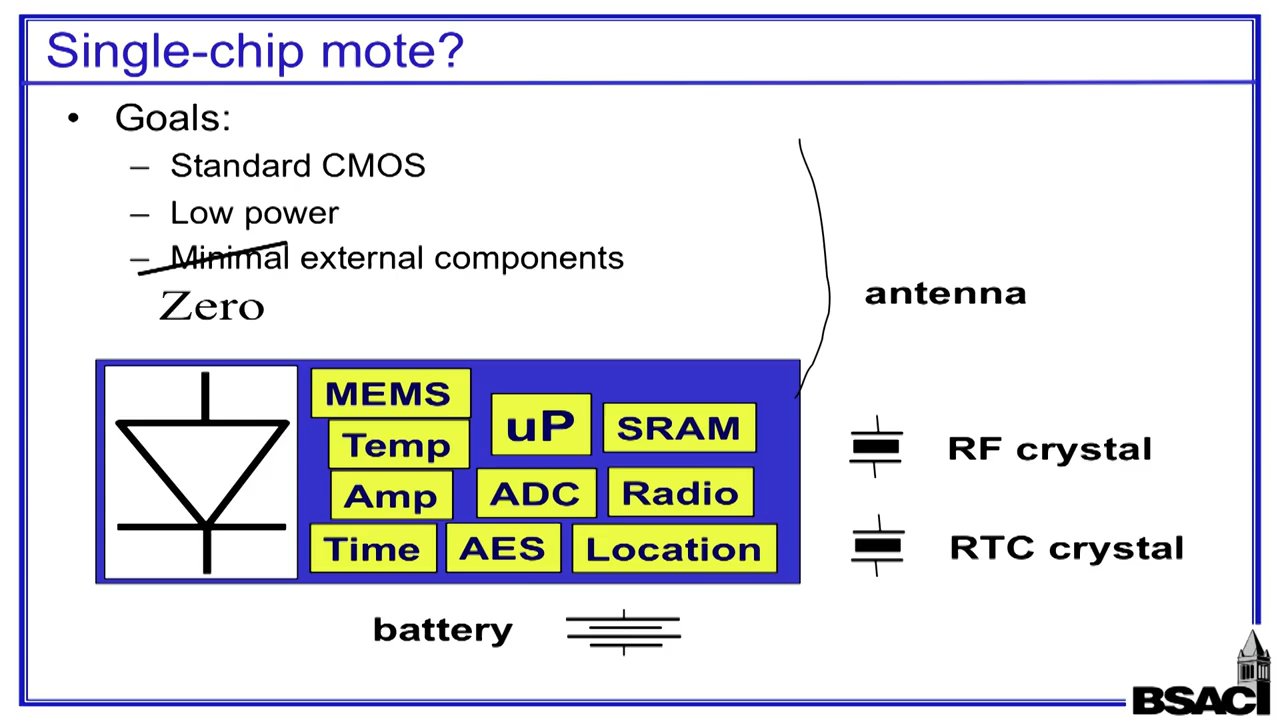 Single-chip mote?
• Goals:
– Standard CMOS
– Low power
– Minimal external components
Zero
antenna
MEMS
uP
SRAM
Temp
Amp
ADC
Radio
Time
AES
Location
RF crystal
RTC crystal
battery
BSAC